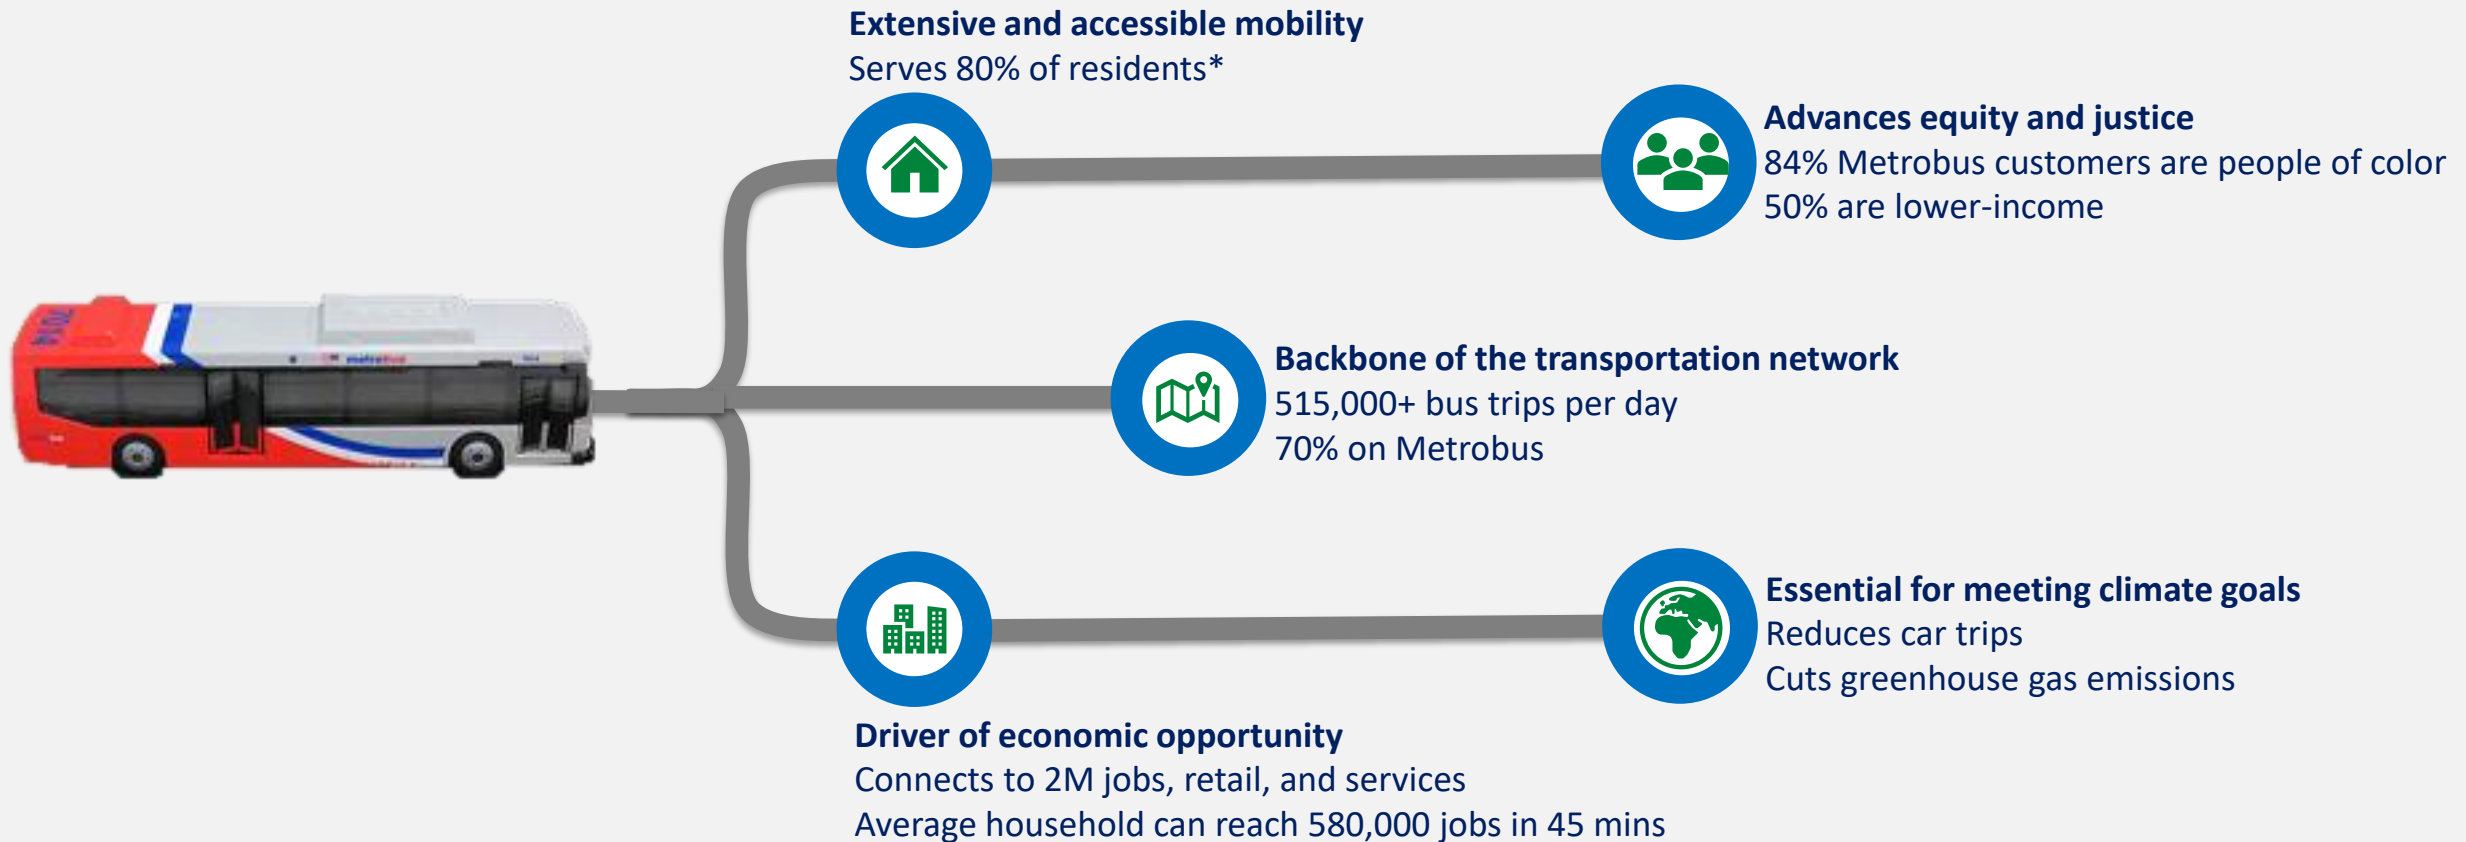 Extensive and accessible mobility
Serves 80% of residents*
Advances equity and justice
84% Metrobus customers are people of color
50% are lower-income
metrobus
Backbone of the transportation network
515,000+ bus trips per day
70% on Metrobus
Essential for meeting climate goals
Reduces car trips
Cuts greenhouse gas emissions
Driver of economic opportunity
Connects to 2M jobs, retail, and services
Average household can reach 580,000 jobs in 45 mins